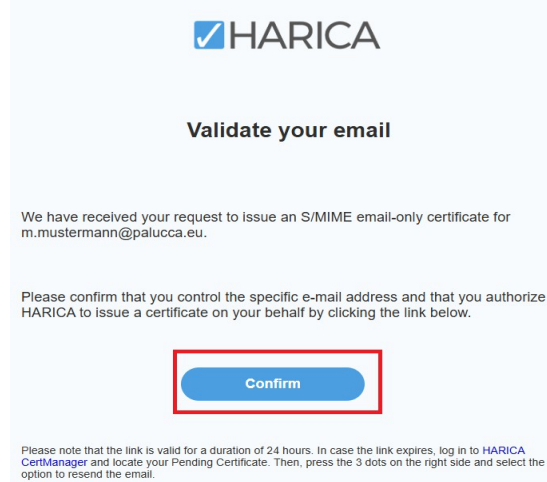 HARICA
Validate your email
We have received your request to issue an S/MIME email-only certificate for
m.mustermann@palucca.eu.
Please confirm that you control the specific e-mail address and that you authorize
HARICA to issue a certificate on your behalf by clicking the link below.
Confirm
Please note that the link is valid for a duration of 24 hours. In case the link expires, log in to HARICA
CertManager and locate your Pending Certificate. Then, press the 3 dots on the right side and select the
option to resend the email.